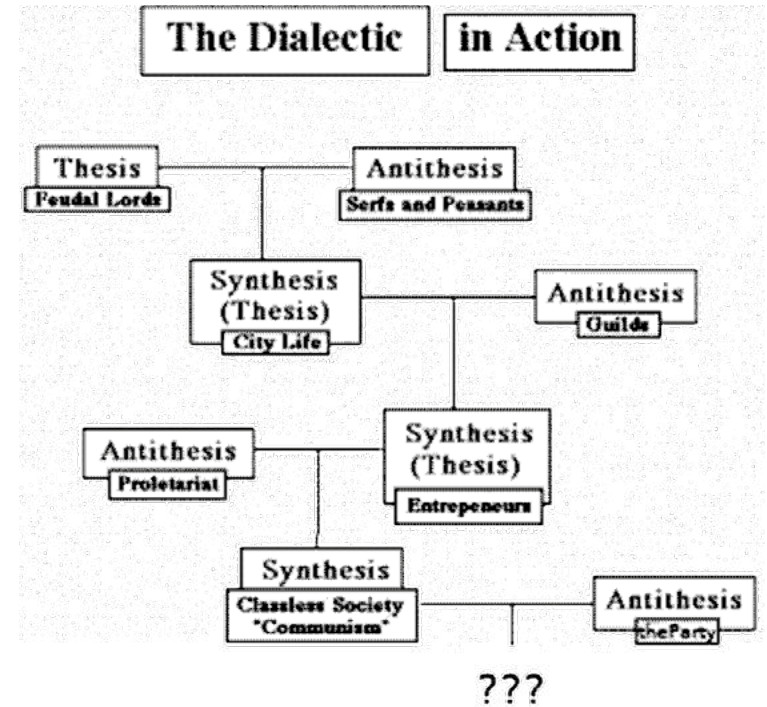 The Dialectic in Action
Thesis
Feudal Lords
Antithesis
Serfs and Peasants
Synthesis
(Thesis)
City Life
Antithesis
Guilds
Antithesis
Proletariat
Synthesis
(Thesis)
Entrepeneurs
Synthesis
Classless Society
"Communism"
Antithesis
theParty
???